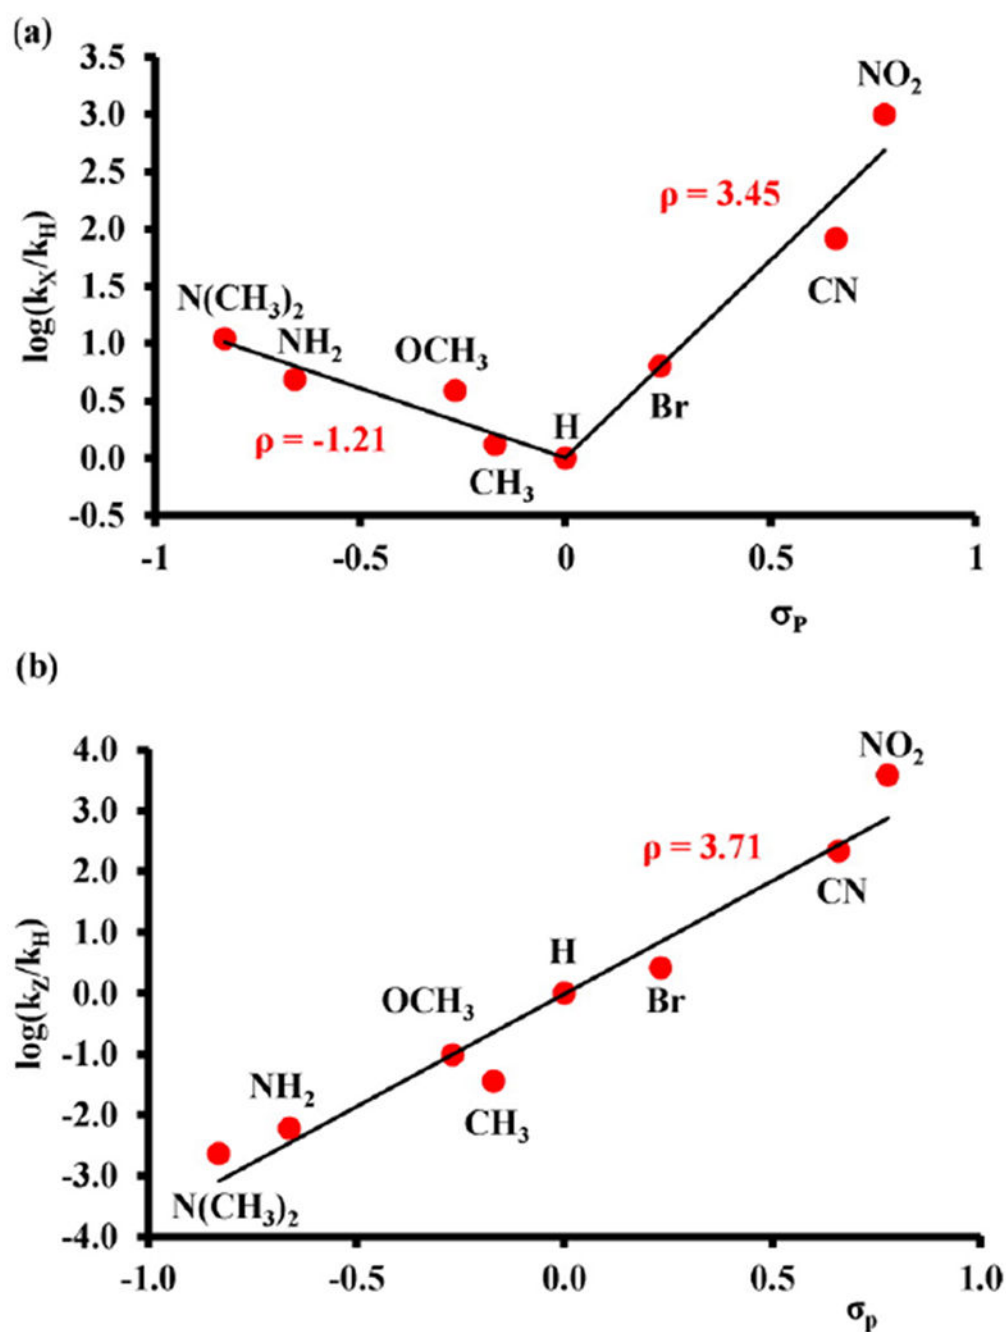 (a)
3.5
3.0
2.5
2.0
1.5
1.0
0.5
0.0
-0.5
log(kX/kH)
NO₂
ρ = 3.45
CN
N(CH₃)₂
NH₂
OCH₃
Br
H
ρ = -1.21
CH₃
-1
-0.5
0
0.5
1
σP
(b)
4.0
3.0
2.0
1.0
0.0
-1.0
-2.0
-3.0
-4.0
log(kZ/kH)
NO₂
ρ = 3.71
CN
H
OCH₃
Br
NH₂
CH₃
N(CH₃)₂
-1.0
-0.5
0.0
0.5
1.0
σp